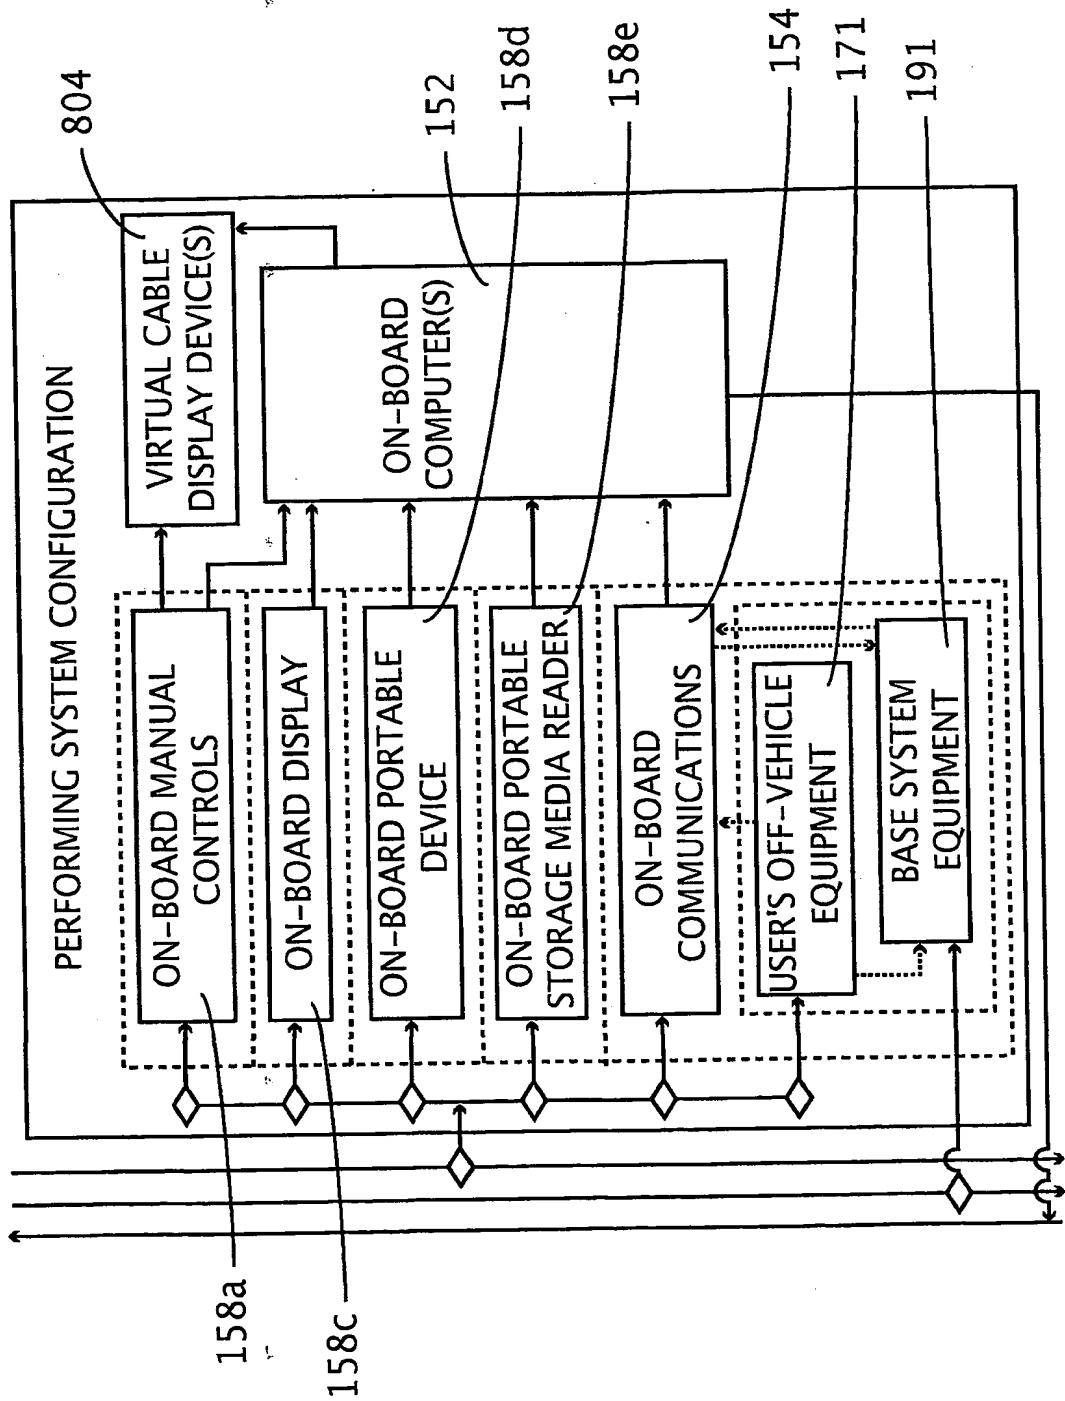 PERFORMING SYSTEM CONFIGURATION
804
VIRTUAL CABLE
DISPLAY DEVICE(S)
152
ON-BOARD
COMPUTER(S)
158a
ON-BOARD MANUAL
CONTROLS
158c
ON-BOARD DISPLAY
158d
ON-BOARD PORTABLE
DEVICE
158e
ON-BOARD PORTABLE
STORAGE MEDIA READER
154
ON-BOARD
COMMUNICATIONS
171
USER'S OFF-VEHICLE
EQUIPMENT
191
BASE SYSTEM
EQUIPMENT